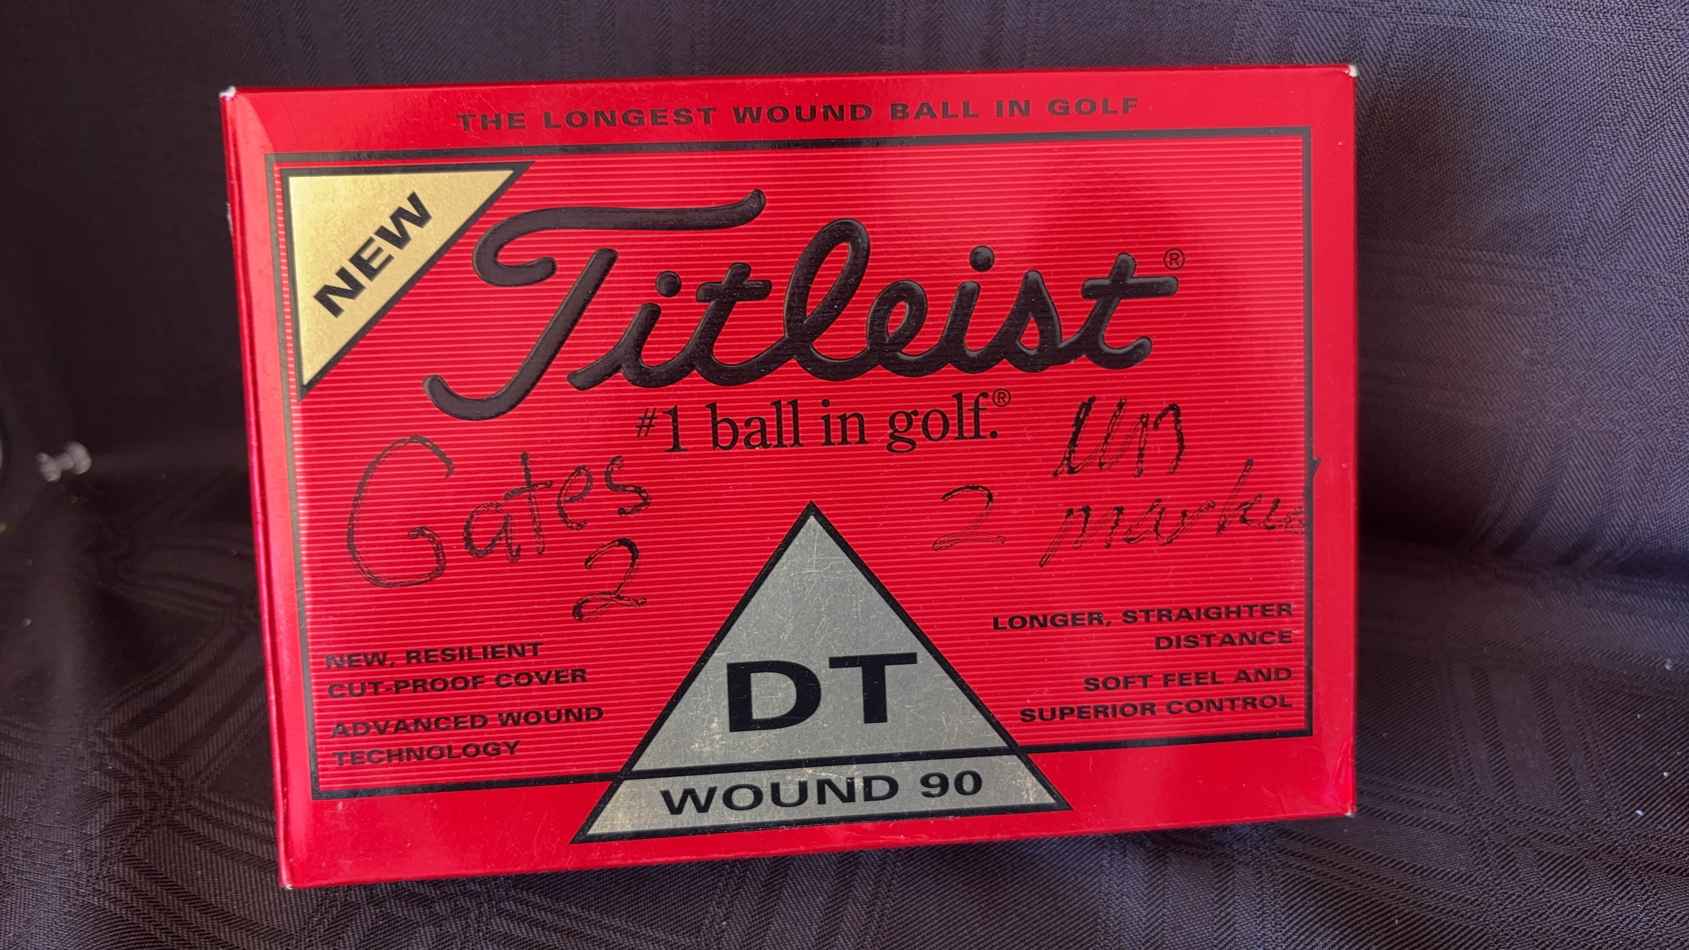 THE LONGEST WOUND BALL IN GOLF
NEW
Titleist®
#1 ball in golf.®
Gates
2
2
NEW, RESILIENT
CUT-PROOF COVER
ADVANCED WOUND
TECHNOLOGY
LONGER, STRAIGHTER
DISTANCE
SOFT FEEL AND
SUPERIOR CONTROL
DT
WOUND 90